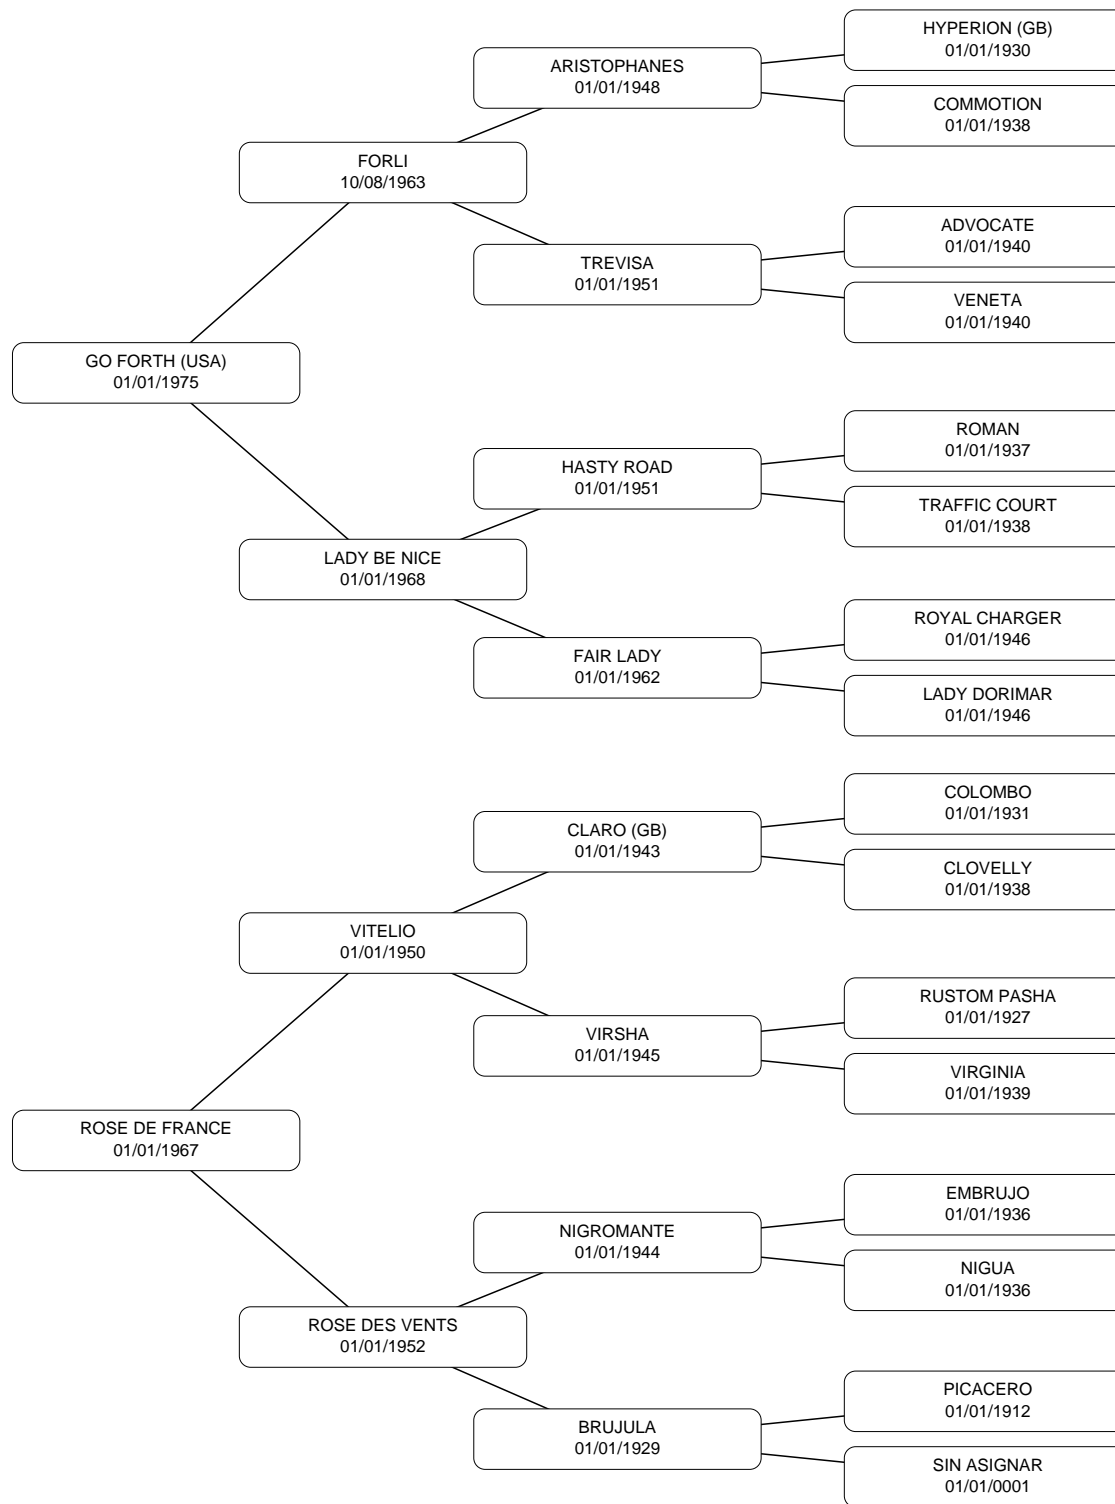 HYPERION (GB)
01/01/1930
ARISTOPHANES
01/01/1948
COMMOTION
01/01/1938
FORLI
10/08/1963
ADVOCATE
01/01/1940
TREVISA
01/01/1951
VENETA
01/01/1940
GO FORTH (USA)
01/01/1975
ROMAN
01/01/1937
HASTY ROAD
01/01/1951
TRAFFIC COURT
01/01/1938
LADY BE NICE
01/01/1968
ROYAL CHARGER
01/01/1946
FAIR LADY
01/01/1962
LADY DORIMAR
01/01/1946
COLOMBO
01/01/1931
CLARO (GB)
01/01/1943
CLOVELLY
01/01/1938
VITELIO
01/01/1950
RUSTOM PASHA
01/01/1927
VIRSHA
01/01/1945
VIRGINIA
01/01/1939
ROSE DE FRANCE
01/01/1967
EMBRUJO
01/01/1936
NIGROMANTE
01/01/1944
NIGUA
01/01/1936
ROSE DES VENTS
01/01/1952
PICACERO
01/01/1912
BRUJULA
01/01/1929
SIN ASIGNAR
01/01/0001